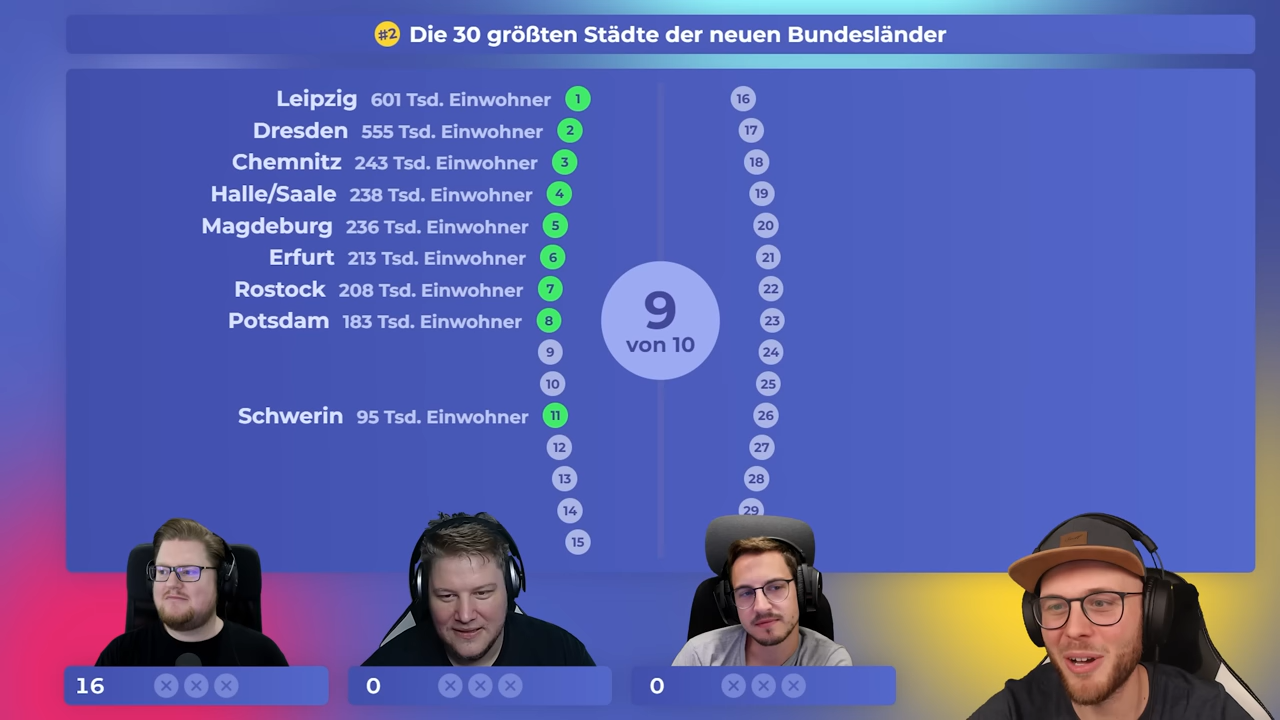 #2 Die 30 größten Städte der neuen Bundesländer
Leipzig 601 Tsd. Einwohner 1
Dresden 555 Tsd. Einwohner 2
Chemnitz 243 Tsd. Einwohner 3
Halle/Saale 238 Tsd. Einwohner 4
Magdeburg 236 Tsd. Einwohner 5
Erfurt 213 Tsd. Einwohner 6
Rostock 208 Tsd. Einwohner 7
Potsdam 183 Tsd. Einwohner 8
9
10
Schwerin 95 Tsd. Einwohner 11
12
13
14
15
9
von 10
16
17
18
19
20
21
22
23
24
25
26
27
28
29
16
0
0